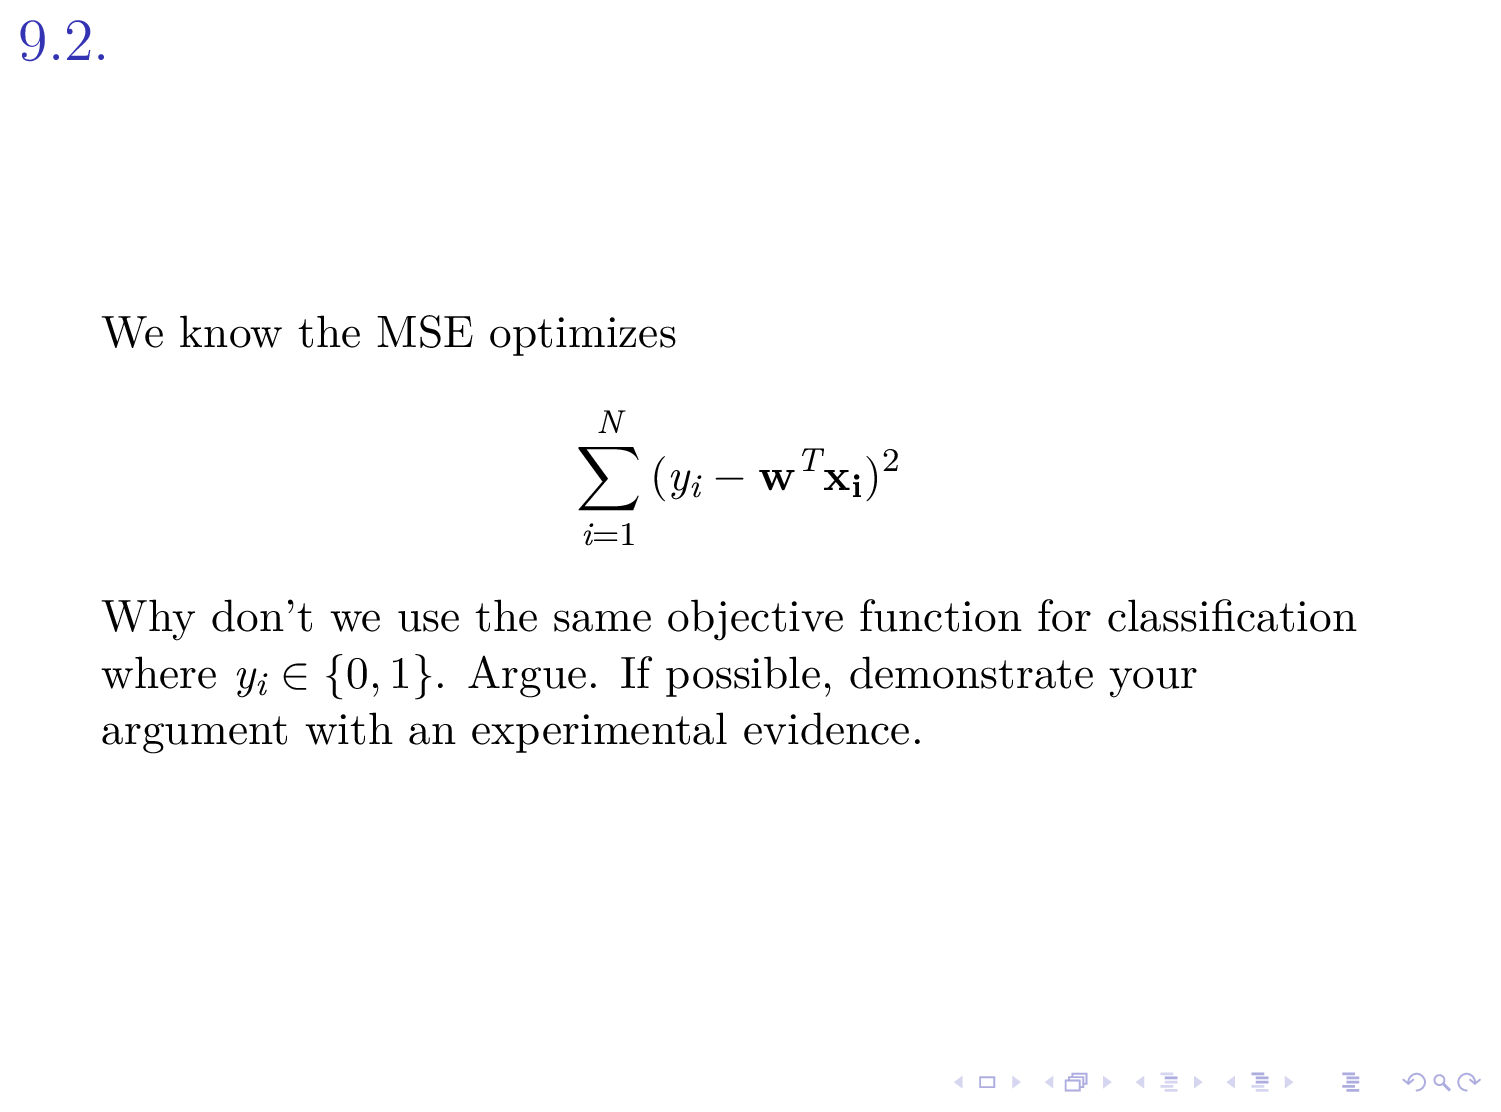 9.2.
We know the MSE optimizes
$$\sum_{i=1}^{N} (y_i - \mathbf{w}^T \mathbf{x_i})^2$$
Why don't we use the same objective function for classification
where $y_i \in \{0, 1\}$. Argue. If possible, demonstrate your
argument with an experimental evidence.